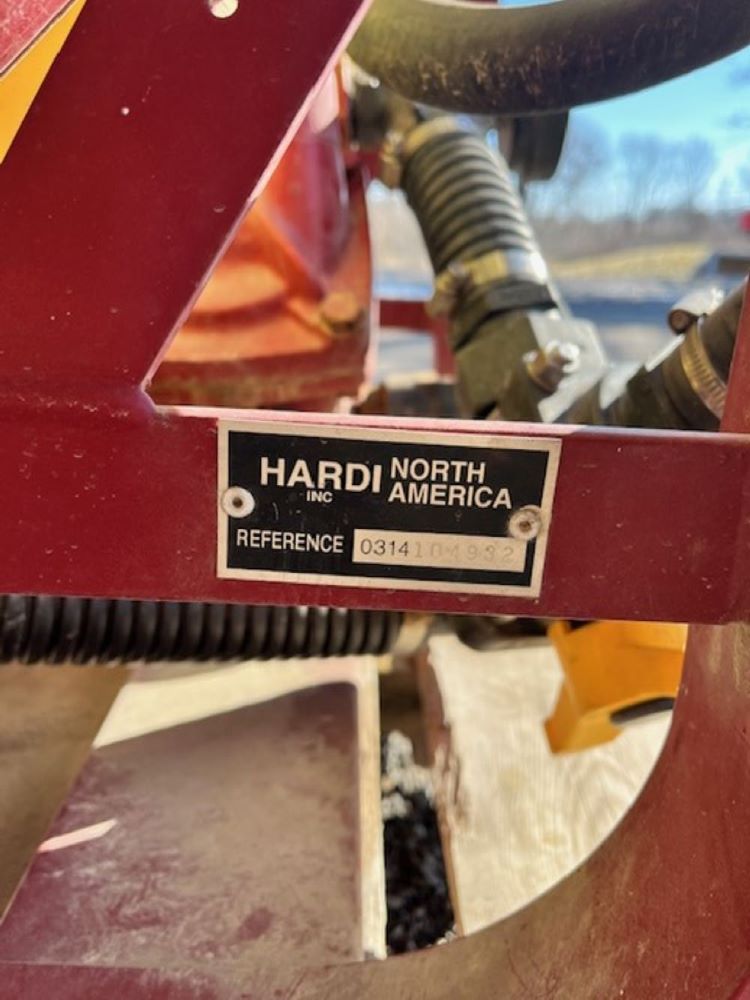 HARDI INC NORTH AMERICA
REFERENCE 0314104932